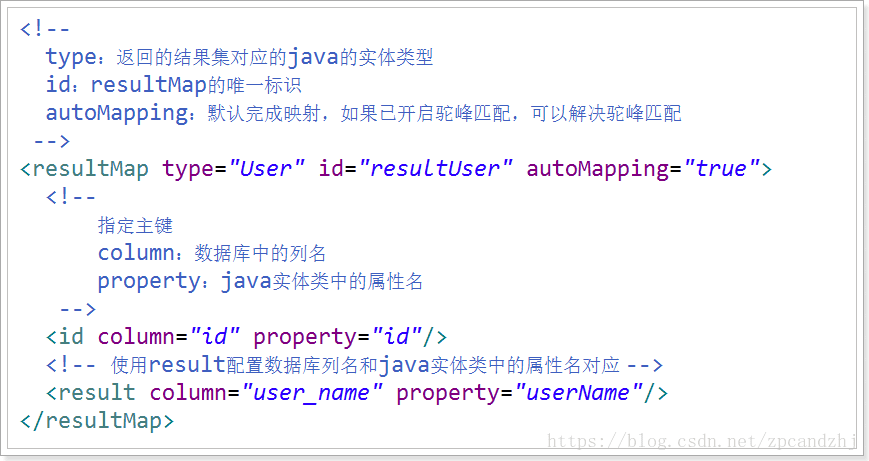 <!--
type：返回的结果集对应的java的实体类型
id：resultMap的唯一标识
autoMapping：默认完成映射，如果已开启驼峰匹配，可以解决驼峰匹配
-->
<resultMap type="User" id="resultUser" autoMapping="true">
<!--
指定主键
column：数据库中的列名
property：java实体类中的属性名
-->
<id column="id" property="id"/>
<!-- 使用result配置数据库列名和java实体类中的属性名对应 -->
<result column="user_name" property="userName"/>
</resultMap>
https://blog.csdn.net/zpcandzhj